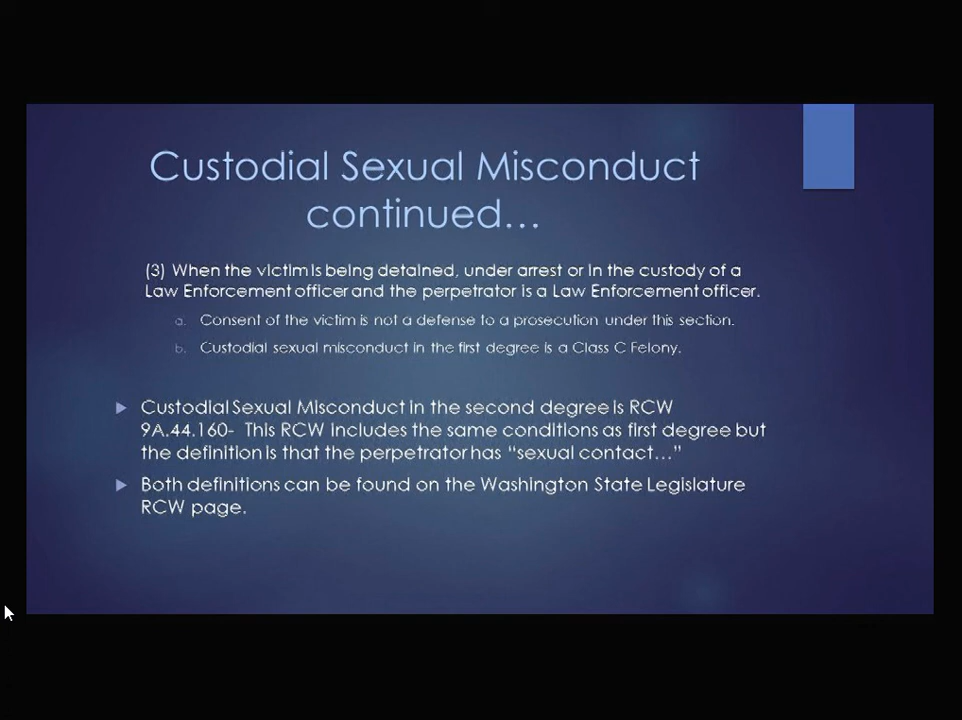 Custodial Sexual Misconduct
continued...
(3) When the victim is being detained, under arrest or in the custody of a
Law Enforcement officer and the perpetrator is a Law Enforcement officer.
a. Consent of the victim is not a defense to a prosecution under this section.
b. Custodial sexual misconduct in the first degree is a Class C Felony.
Custodial Sexual Misconduct in the second degree is RCW
9A.44.160- This RCW includes the same conditions as first degree but
the definition is that the perpetrator has “sexual contact...”
Both definitions can be found on the Washington State Legislature
RCW page.